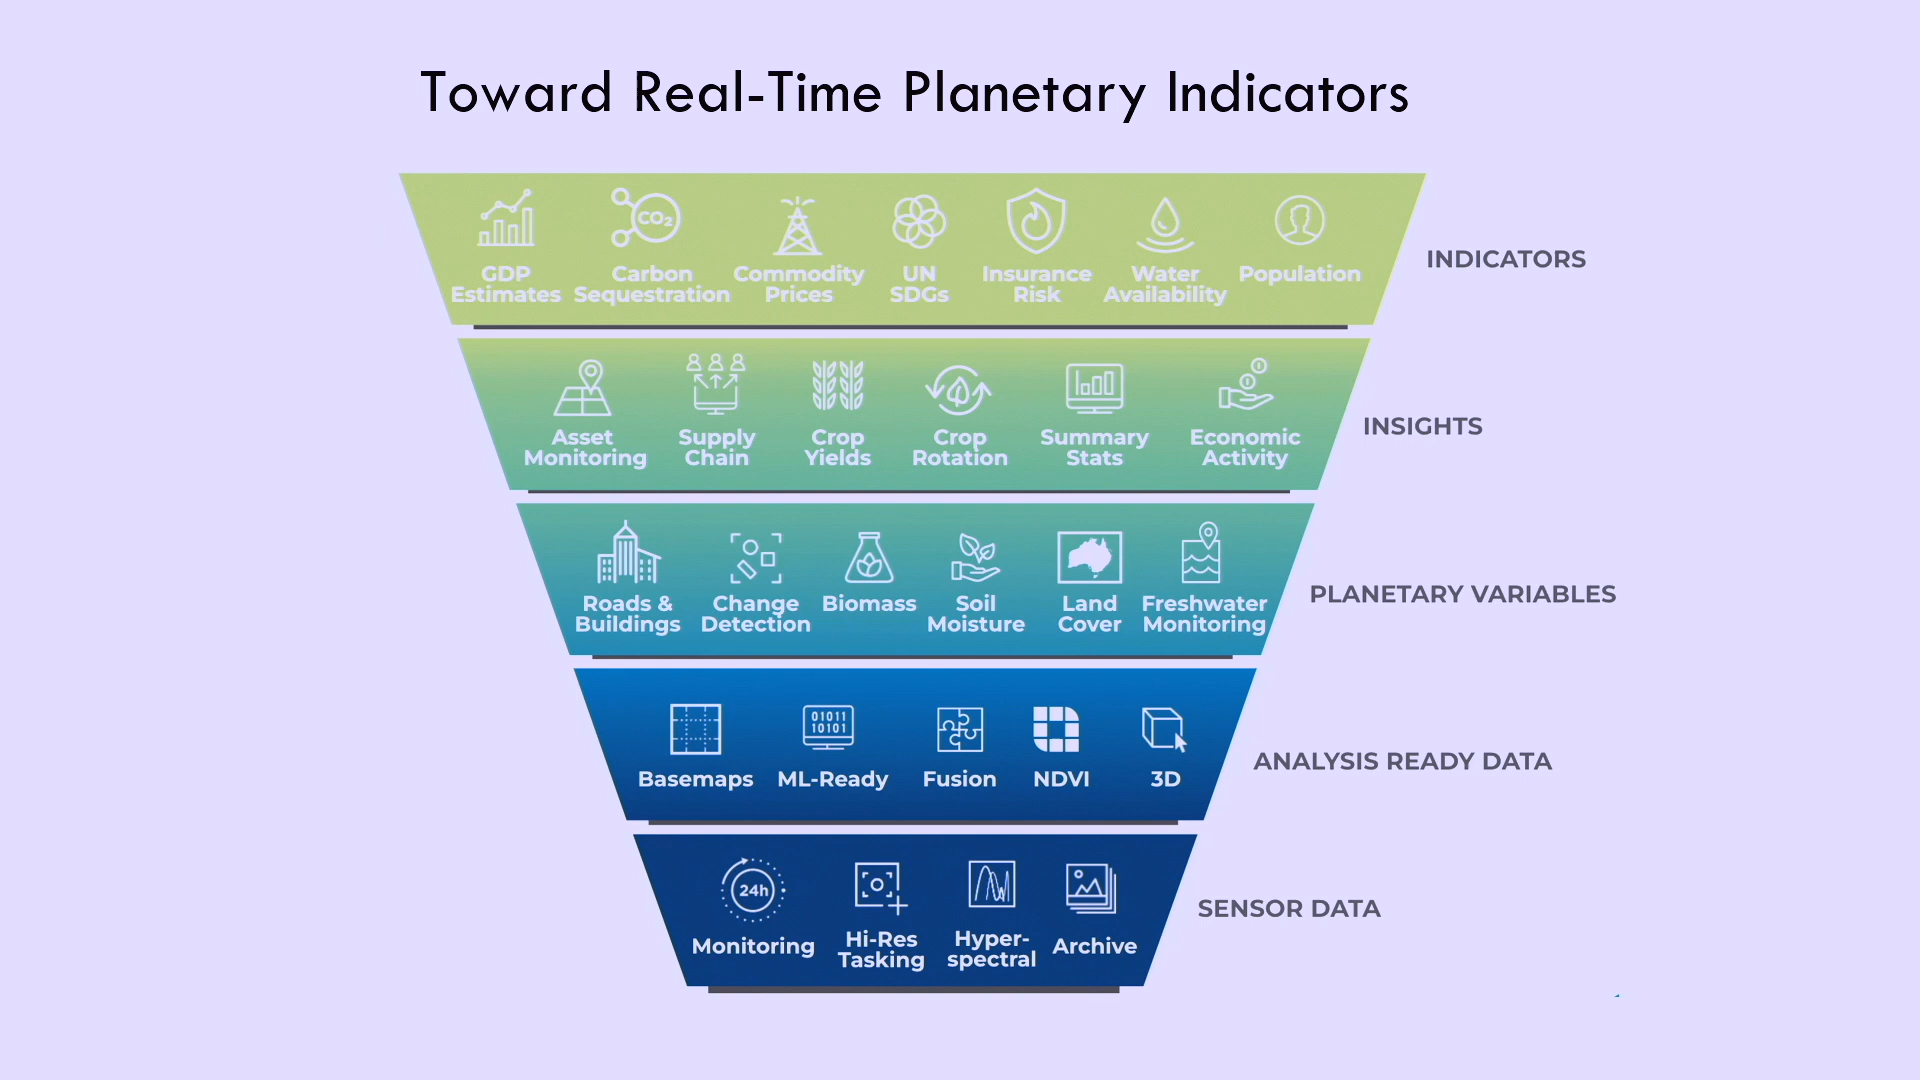 Toward Real-Time Planetary Indicators
CO₂
GDP
Estimates
Carbon
Sequestration
Commodity
Prices
UN
SDGs
Insurance
Risk
Water
Availability
Population
INDICATORS
Asset
Monitoring
Supply
Chain
Crop
Yields
Crop
Rotation
Summary
Stats
Economic
Activity
INSIGHTS
Roads &
Buildings
Change
Detection
Biomass
Soil
Moisture
Land
Cover
Freshwater
Monitoring
PLANETARY VARIABLES
Basemaps
01011
10101
ML-Ready
Fusion
NDVI
3D
ANALYSIS READY DATA
24h
Monitoring
Hi-Res
Tasking
Hyper-
spectral
Archive
SENSOR DATA